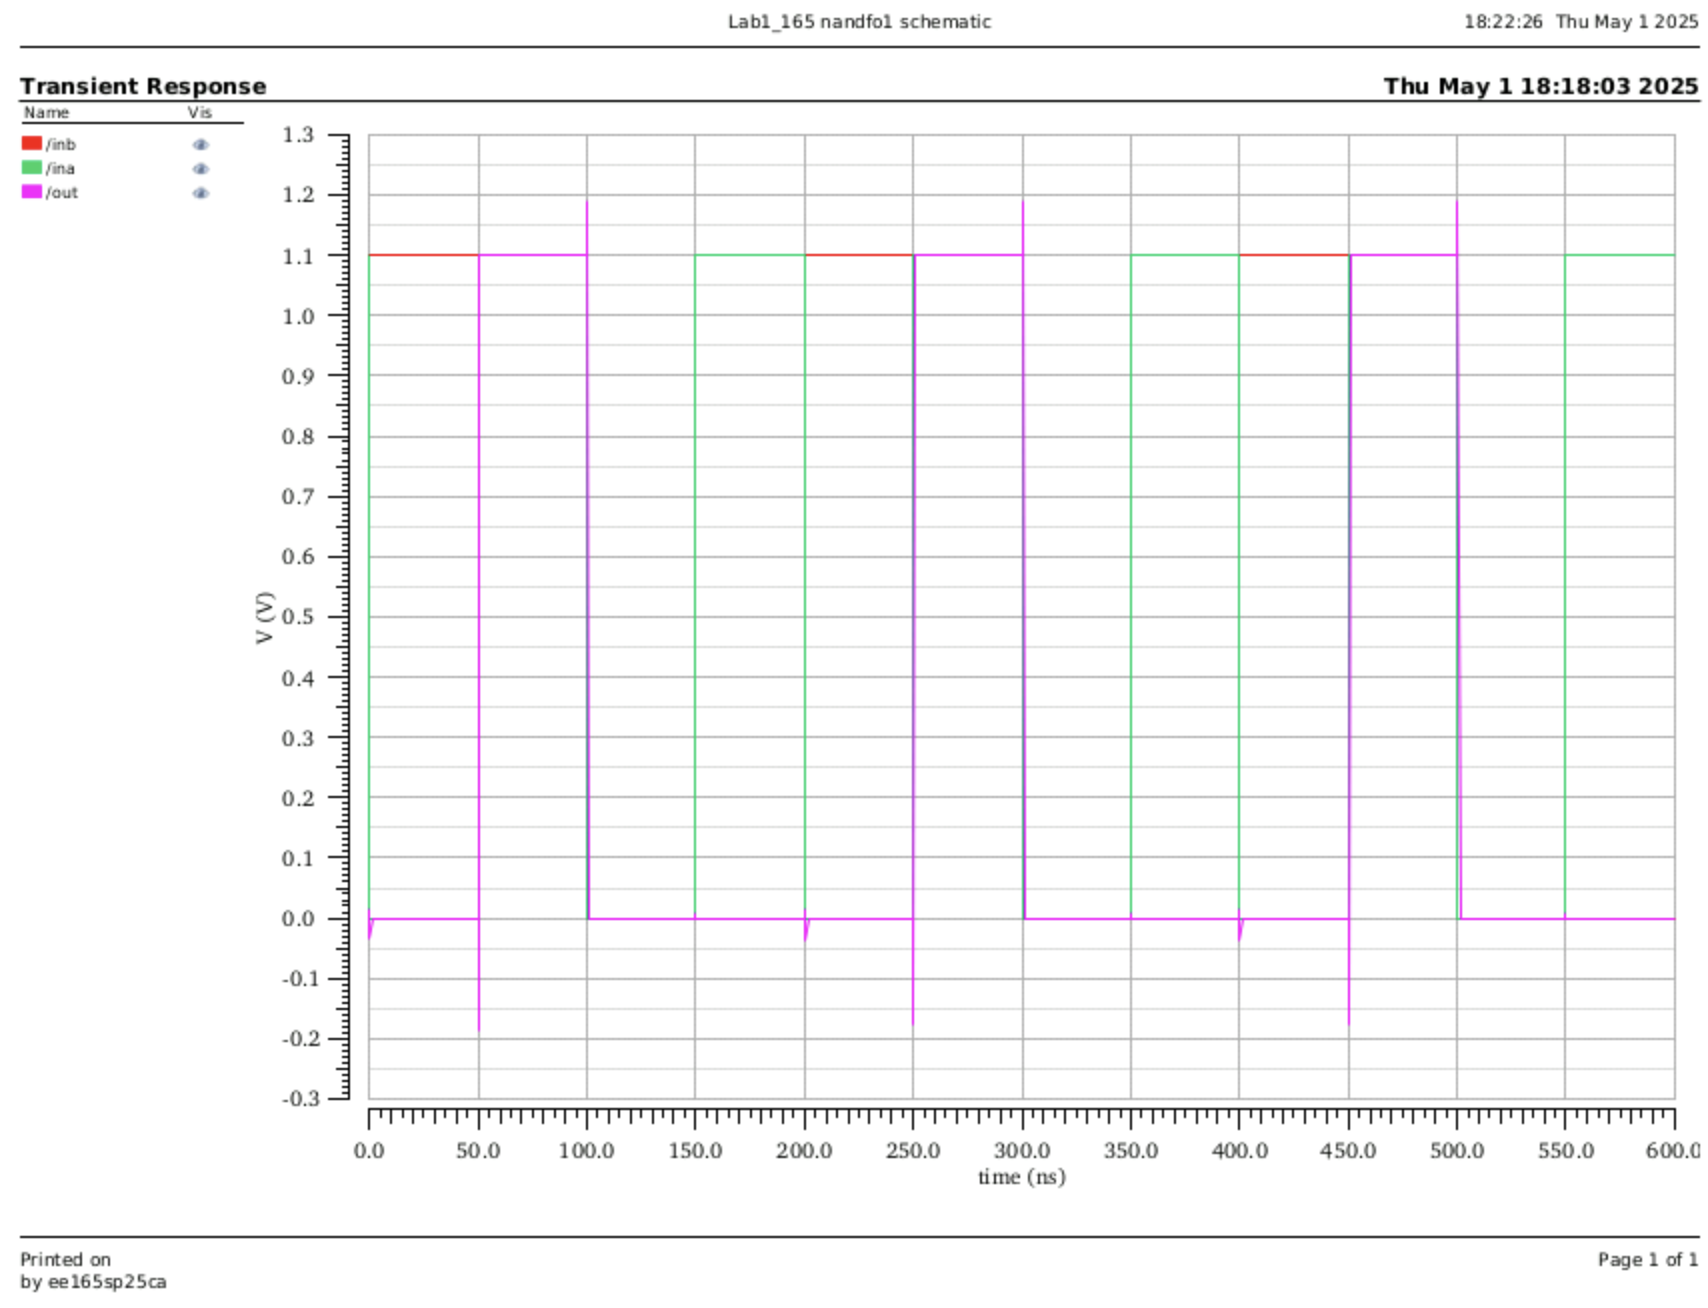 Lab1_165 nandfo1 schematic 18:22:26 Thu May 1 2025
Transient Response Thu May 1 18:18:03 2025
Name Vis
/inb
/ina
/out
1.3
1.2
1.1
1.0
0.9
0.8
0.7
0.6
0.5
0.4
0.3
0.2
0.1
0.0
-0.1
-0.2
-0.3
V (V)
0.0 50.0 100.0 150.0 200.0 250.0 300.0 350.0 400.0 450.0 500.0 550.0 600.0
time (ns)
Printed on Page 1 of 1
by ee165sp25ca